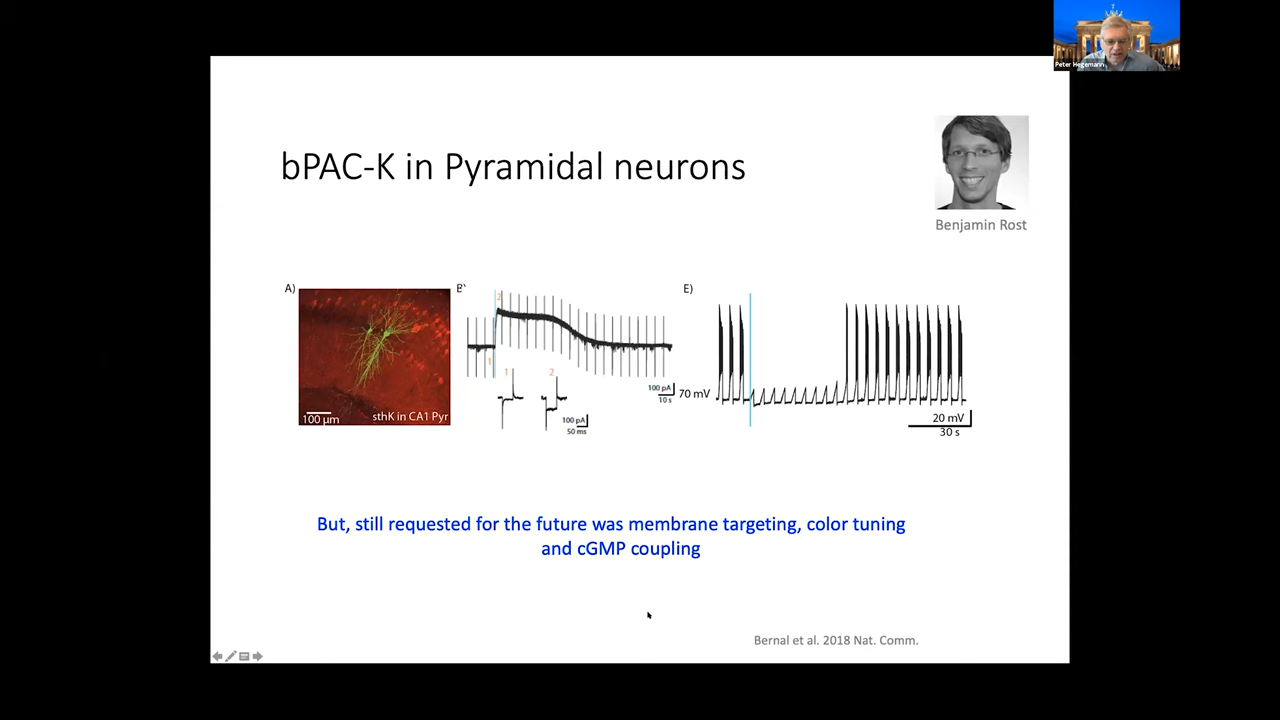 Peter Hegemann
bPAC-K in Pyramidal neurons
Benjamin Rost
A)
100 µm
sthK in CA1 Pyr
B)
2
1
1
2
100 pA
10 s
100 pA
50 ms
E)
70 mV
20 mV
30 s
But, still requested for the future was membrane targeting, color tuning
and cGMP coupling
Bernal et al. 2018 Nat. Comm.